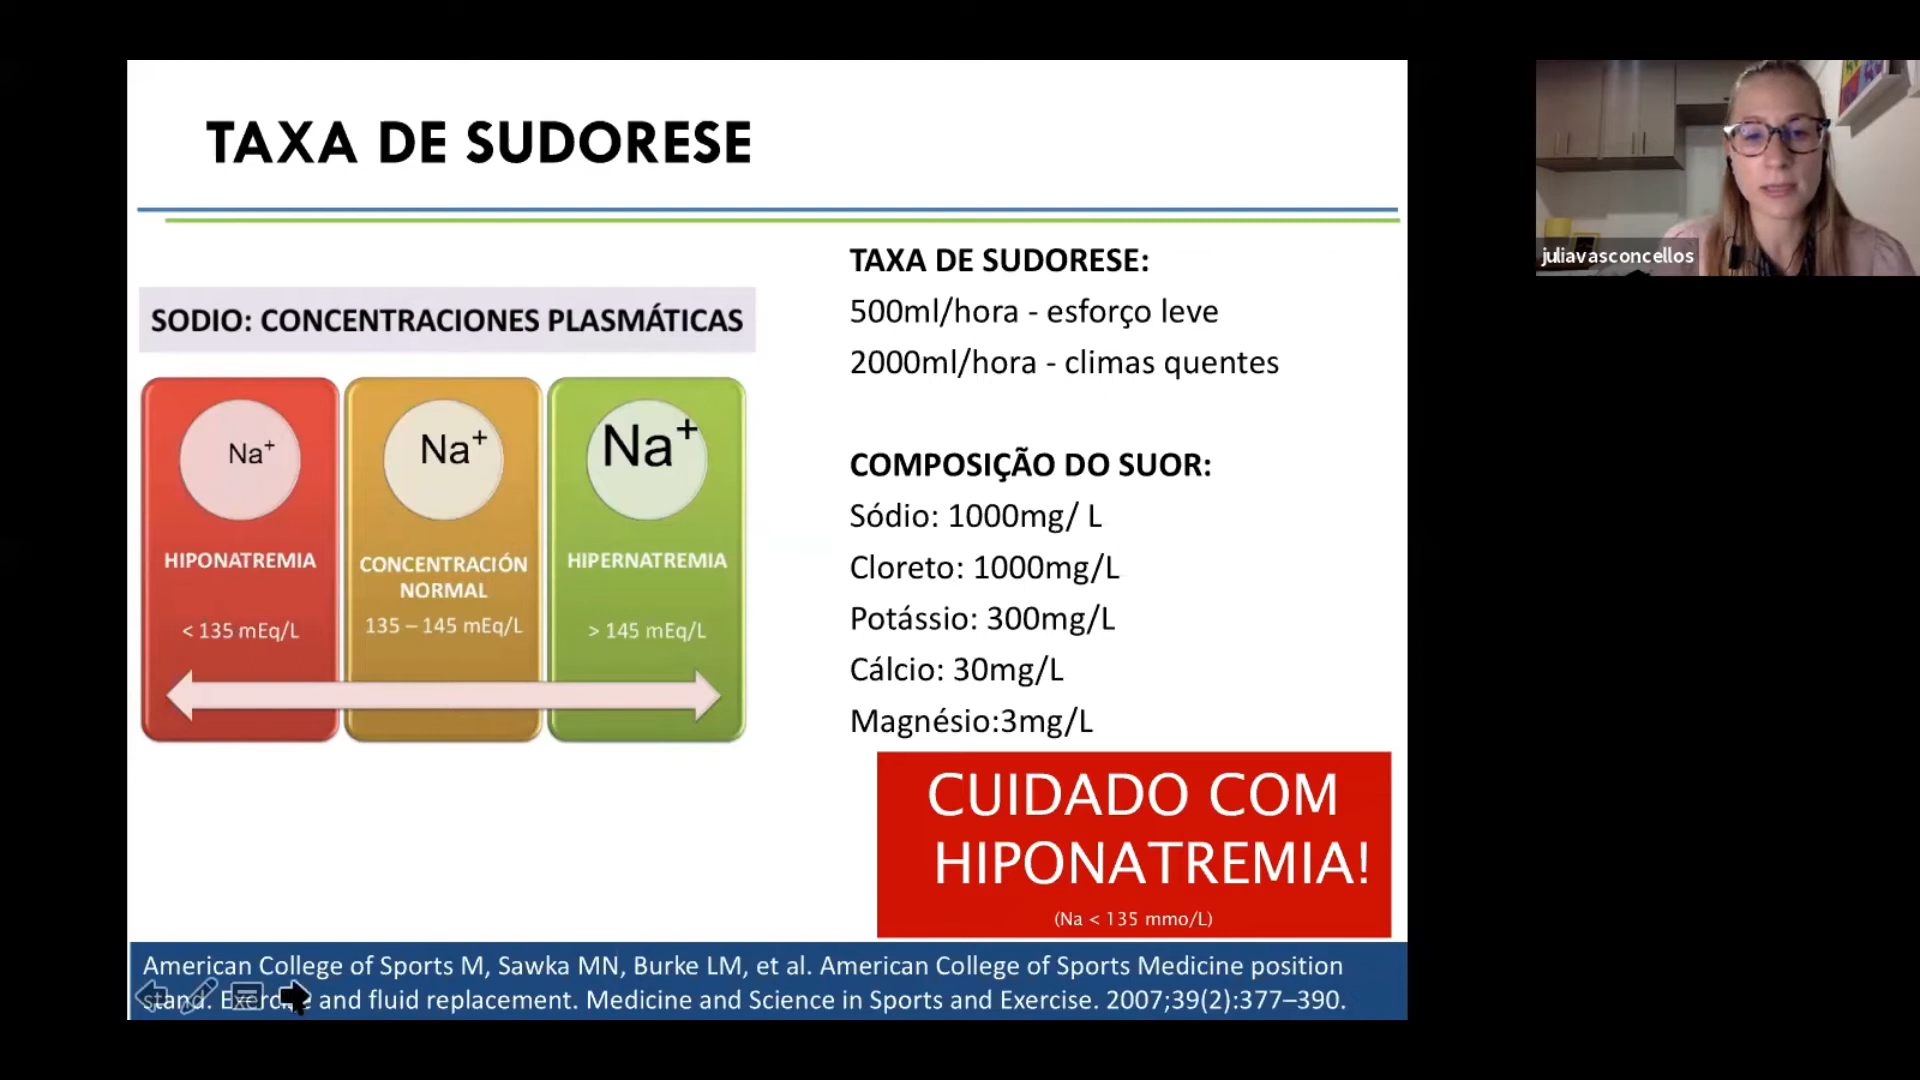 TAXA DE SUDORESE
SODIO: CONCENTRACIONES PLASMÁTICAS
Na+
HIPONATREMIA
< 135 mEq/L
Na+
CONCENTRACIÓN
NORMAL
135 – 145 mEq/L
Na+
HIPERNATREMIA
> 145 mEq/L
TAXA DE SUDORESE:
500ml/hora - esforço leve
2000ml/hora - climas quentes
COMPOSIÇÃO DO SUOR:
Sódio: 1000mg/ L
Cloreto: 1000mg/L
Potássio: 300mg/L
Cálcio: 30mg/L
Magnésio:3mg/L
CUIDADO COM
HIPONATREMIA!
(Na < 135 mmo/L)
American College of Sports M, Sawka MN, Burke LM, et al. American College of Sports Medicine position
stand. Exercise and fluid replacement. Medicine and Science in Sports and Exercise. 2007;39(2):377–390.
juliavasconcellos